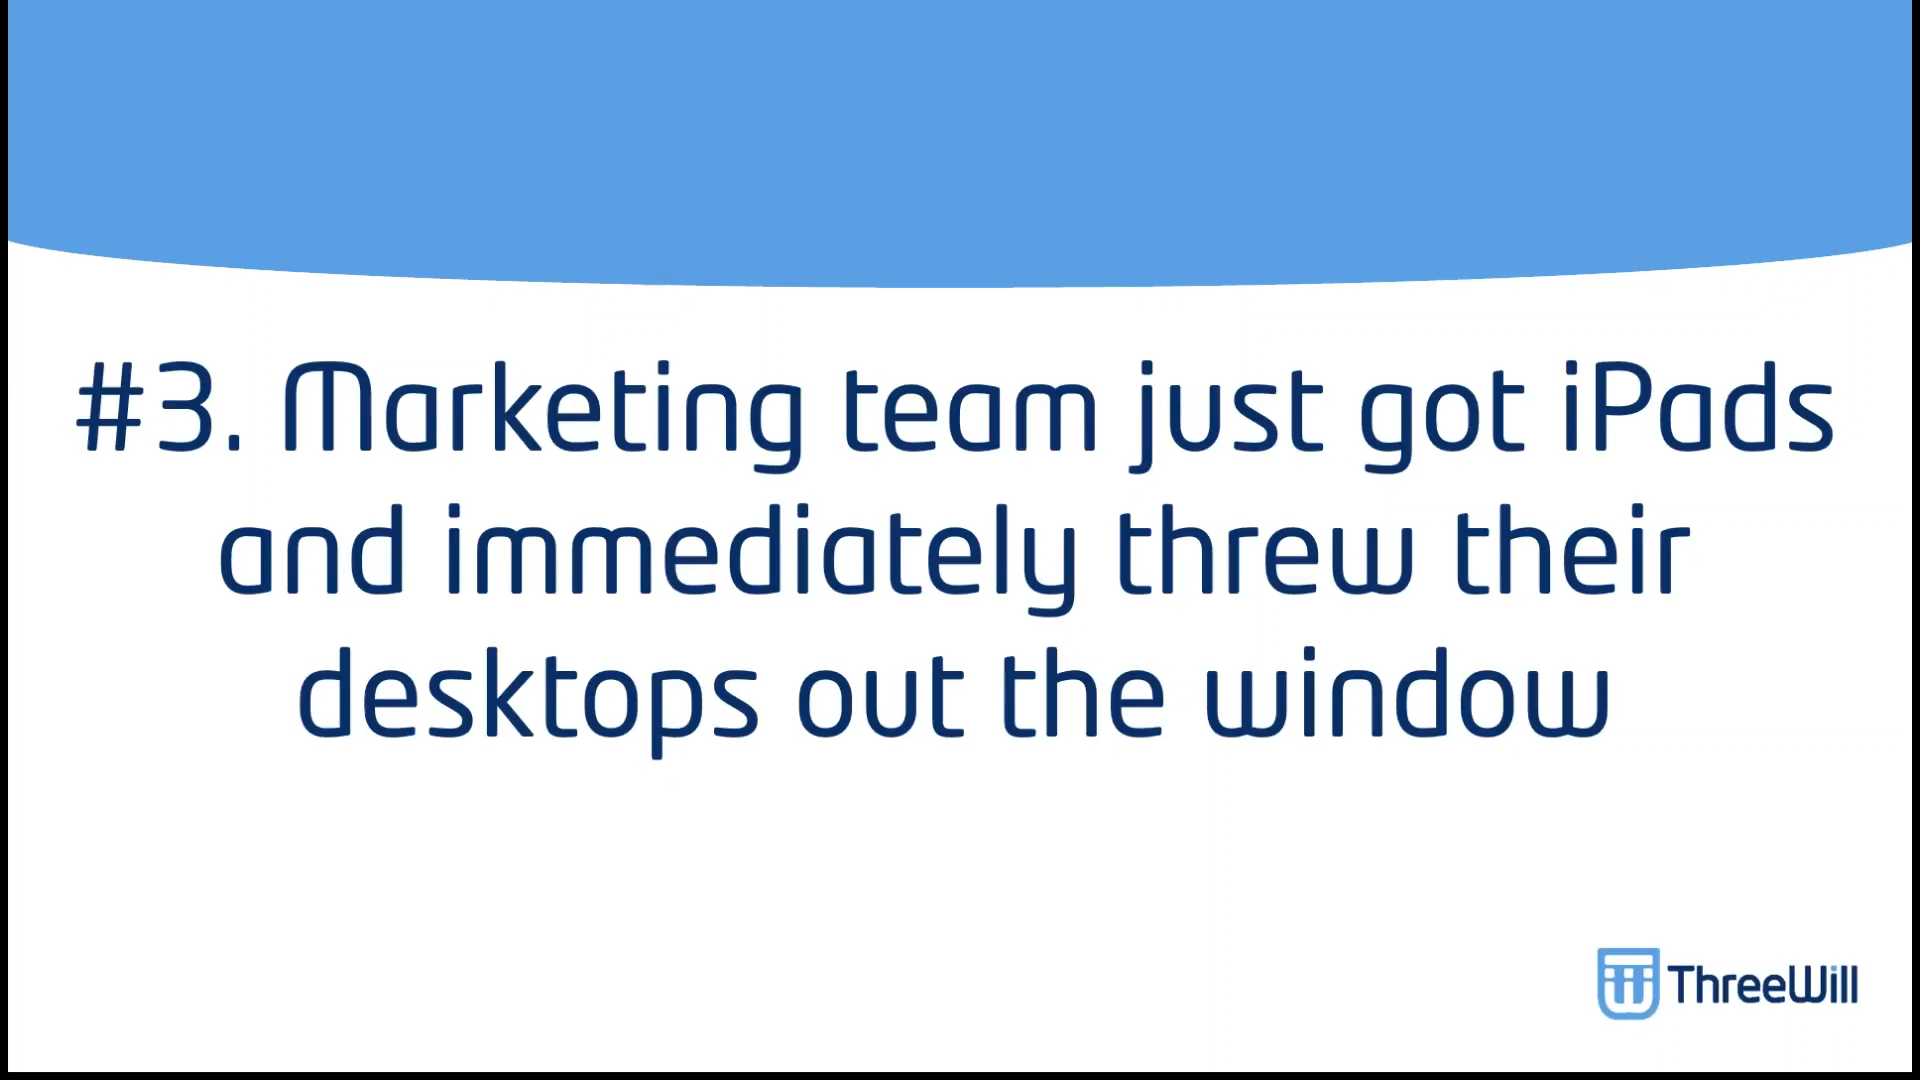 #3. Marketing team just got iPads
and immediately threw their
desktops out the window
ThreeWill